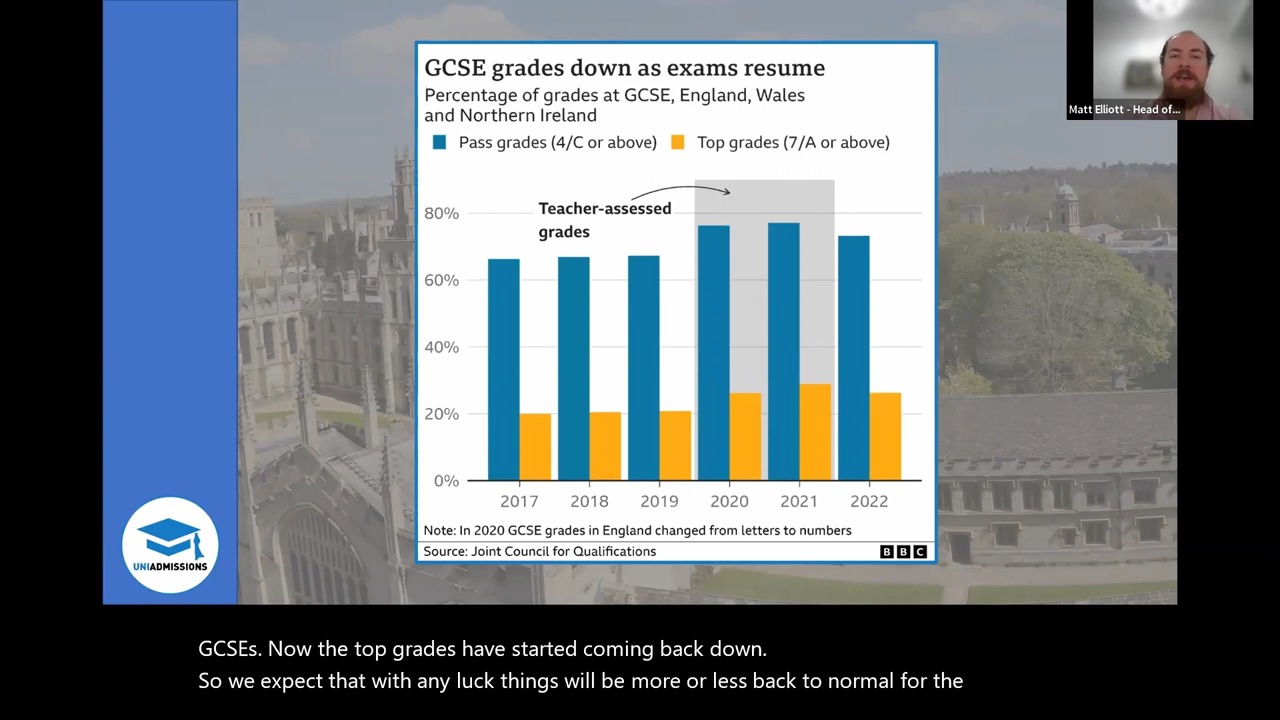 GCSE grades down as exams resume
Percentage of grades at GCSE, England, Wales
and Northern Ireland
Pass grades (4/C or above) Top grades (7/A or above)
Teacher-assessed
grades
80%
60%
40%
20%
0%
2017 2018 2019 2020 2021 2022
Note: In 2020 GCSE grades in England changed from letters to numbers
Source: Joint Council for Qualifications
BBC
Matt Elliott - Head of...
UNIADMISSIONS
GCSEs. Now the top grades have started coming back down.
So we expect that with any luck things will be more or less back to normal for the